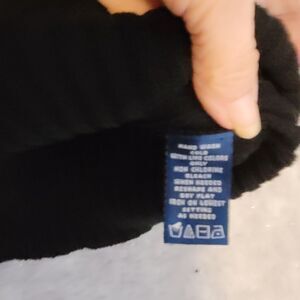 HAND WASH
COLD
WITH LIKE COLORS
ONLY
NON CHLORINE
BLEACH
WHEN NEEDED
RESHAPE AND
DRY FLAT
IRON ON LOWEST
SETTING
AS NEEDED